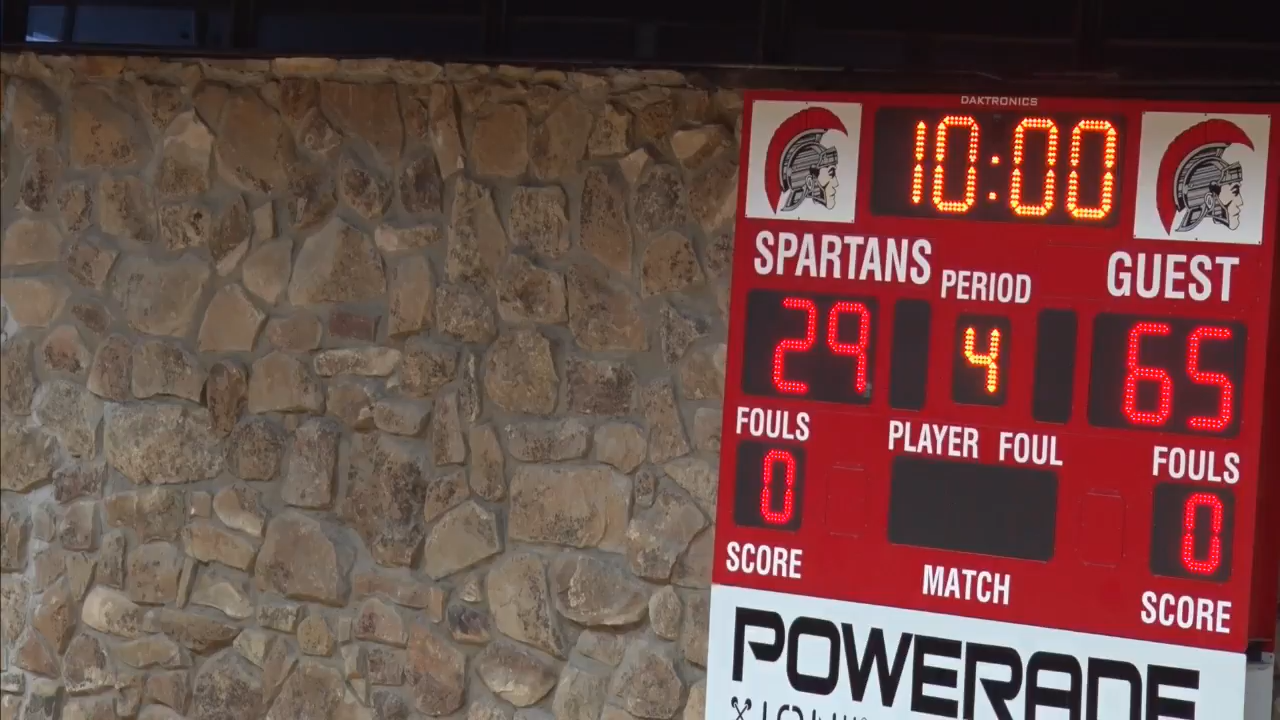 DAKTRONICS
10:00
SPARTANS PERIOD GUEST
29 4 65
FOULS PLAYER FOUL FOULS
0 0
SCORE MATCH SCORE
POWERADE